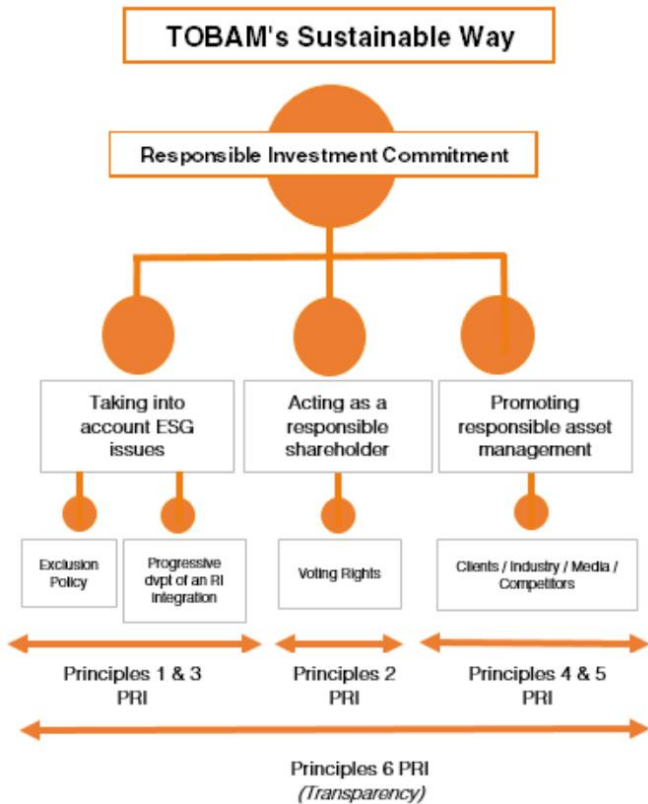 TOBAM's Sustainable Way
Responsible Investment Commitment
Taking into
account ESG
issues
Acting as a
responsible
shareholder
Promoting
responsible asset
management
Exclusion
Policy
Progressive
dvpt of an RI
Integration
Voting Rights
Clients / Industry / Media /
Competitors
Principles 1 & 3
PRI
Principles 2
PRI
Principles 4 & 5
PRI
Principles 6 PRI
(Transparency)